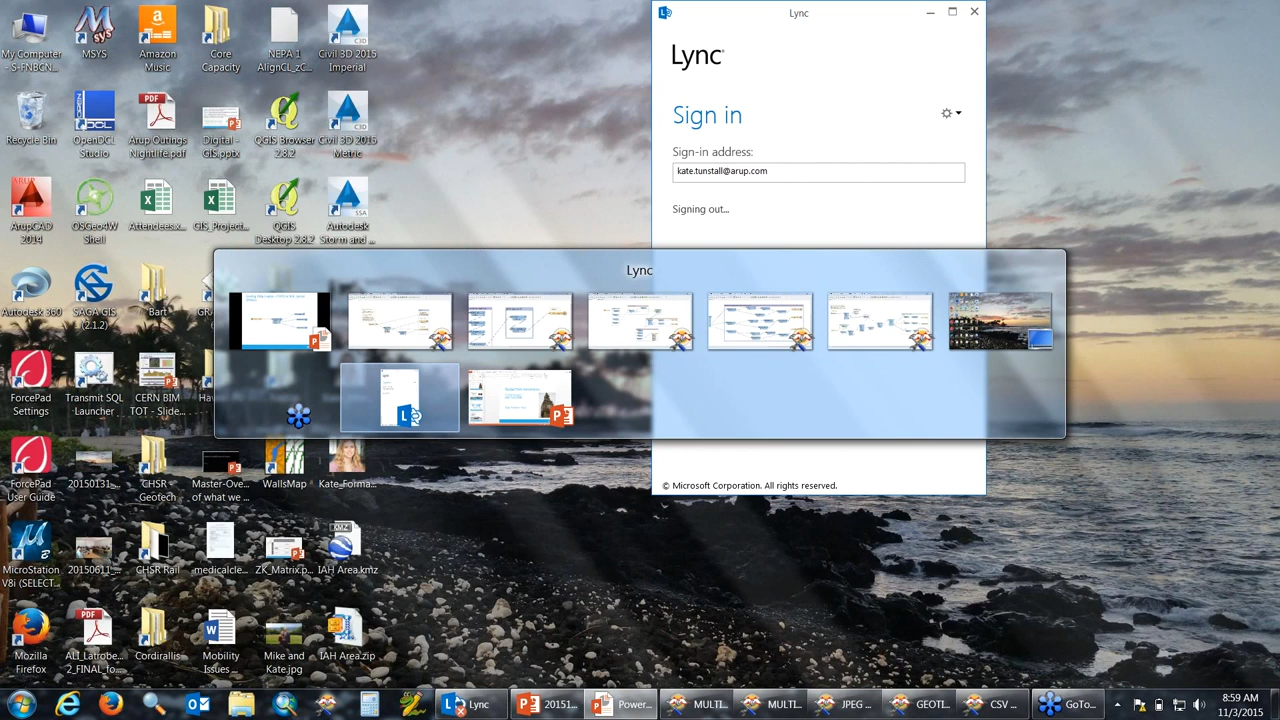 Lync
Lync
Sign in
Sign-in address:
kate.tunstall@arup.com
Signing out...
© Microsoft Corporation. All rights reserved.
Lync
My Computer
- S-FNBCN...
MSYS
Amazon
Music
Core
Capacity
NEPA 1
AlignCL_zC...
Civil 3D 2015
Imperial
Recycle Bin
OpenDCL
Studio
Arup Outings
Nightlife.pdf
Digital -
GIS.pptx
QGIS Browser
2.8.2
Civil 3D 2015
Metric
ArupCAD
2014
OSGeo4W
Shell
Attendees.x...
GIS_Project...
QGIS
Desktop 2.8.2
Autodesk
Storm and ...
Autodesk 360
SAGA GIS
(2.1.2)
Bart
ForcePad
Settings
Transit SQL
Launcher
CERN BIM
TOT - Slide...
ForcePad
User Guide
20150131_...
CHSR -
Geotech
Master-Ove...
of what we ...
WallsMap
Kate_Forma...
MicroStation
V8i (SELECT...
20150611_...
CHSR Rail
medicalcle...
ZK_Matrix.p...
IAH Area.kmz
Mozilla
Firefox
ALI_Latrobe...
2_FINAL_fo...
Cordirallis
Mobility
Issues ...
Mike and
Kate.jpg
IAH Area.zip
Lync
20151...
Power...
MULTI...
MULTI...
JPEG ...
GEOTI...
CSV ...
GoTo...
8:59 AM
11/3/2015